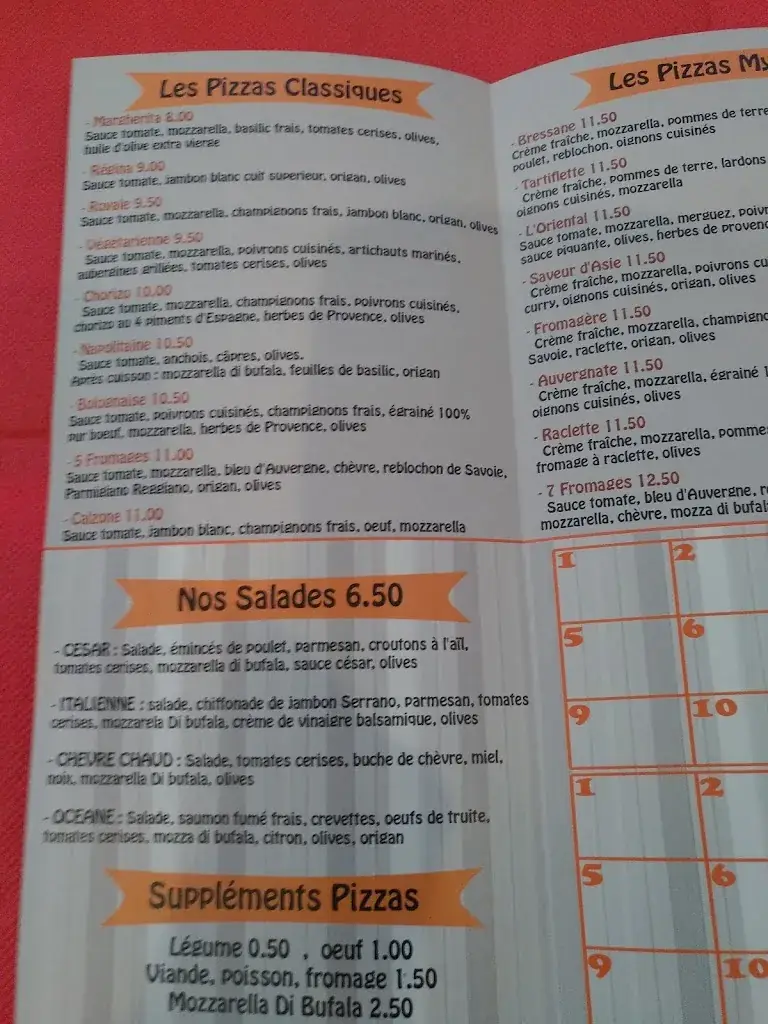 Les Pizzas Classiques
- Margherita 8.00
Sauce tomate, mozzarella, basilic frais, tomates cerises, olives,
huile d'olive extra vierge
- Régina 9.00
Sauce tomate, jambon blanc cuit superieur, origan, olives
- Royale 9.50
Sauce tomate, mozzarella, champignons frais, jambon blanc, origan, olives
- Végétarienne 9.50
Sauce tomate, mozzarella, poivrons cuisinés, artichauts marinés,
aubergines grillées, tomates cerises, olives
- Chorizo 10.00
Sauce tomate, mozzarella, champignons frais, poivrons cuisinés,
chorizo au 4 piments d'Espagne, herbes de Provence, olives
- Napolitaine 10.50
Sauce tomate, anchois, câpres, olives.
Après cuisson : mozzarella di bufala, feuilles de basilic, origan
- Bolognaise 10.50
Sauce tomate, poivrons cuisinés, champignons frais, égrainé 100%
pur boeuf, mozzarella, herbes de Provence, olives
- 5 Fromages 11.00
Sauce tomate, mozzarella, bleu d'Auvergne, chèvre, reblochon de Savoie,
Parmigiano Reggiano, origan, olives
- Calzone 11.00
Sauce tomate, jambon blanc, champignons frais, oeuf, mozzarella
Nos Salades 6.50
- CESAR : Salade, émincés de poulet, parmesan, croutons à l'aïl,
tomates cerises, mozzarella di bufala, sauce césar, olives
- ITALIENNE : salade, chiffonade de jambon Serrano, parmesan, tomates
cerises, mozzarela Di bufala, crème de vinaigre balsamique, olives
- CHEVRE CHAUD : Salade, tomates cerises, buche de chèvre, miel,
noix, mozzarella Di bufala, olives
- OCEANE : Salade, saumon fumé frais, crevettes, oeufs de truite,
tomates cerises, mozza di bufala, citron, olives, origan
Suppléments Pizzas
Légume 0.50 , oeuf 1.00
Viande, poisson, fromage 1.50
Mozzarella Di Bufala 2.50
Les Pizzas My
- Bressane 11.50
Crème fraîche, mozzarella, pommes de terre
poulet, reblochon, oignons cuisinés
- Tartiflette 11.50
Crème fraîche, pommes de terre, lardons
oignons cuisinés, mozzarella
- L'Oriental 11.50
Sauce tomate, mozzarella, merguez, poivr
sauce piquante, olives, herbes de provenc
- Saveur d'Asie 11.50
Crème fraîche, mozzarella, poivrons cu
curry, oignons cuisinés, origan, olives
- Fromagère 11.50
Crème fraîche, mozzarella, champigno
Savoie, raclette, origan, olives
- Auvergnate 11.50
Crème fraîche, mozzarella, égrainé 1
oignons cuisinés, olives
- Raclette 11.50
Crème fraîche, mozzarella, pomme
fromage à raclette, olives
- 7 Fromages 12.50
Sauce tomate, bleu d'Auvergne, r
mozzarella, chèvre, mozza di bufal
1 2
5 6
9 10
1 2
5 6
9 10